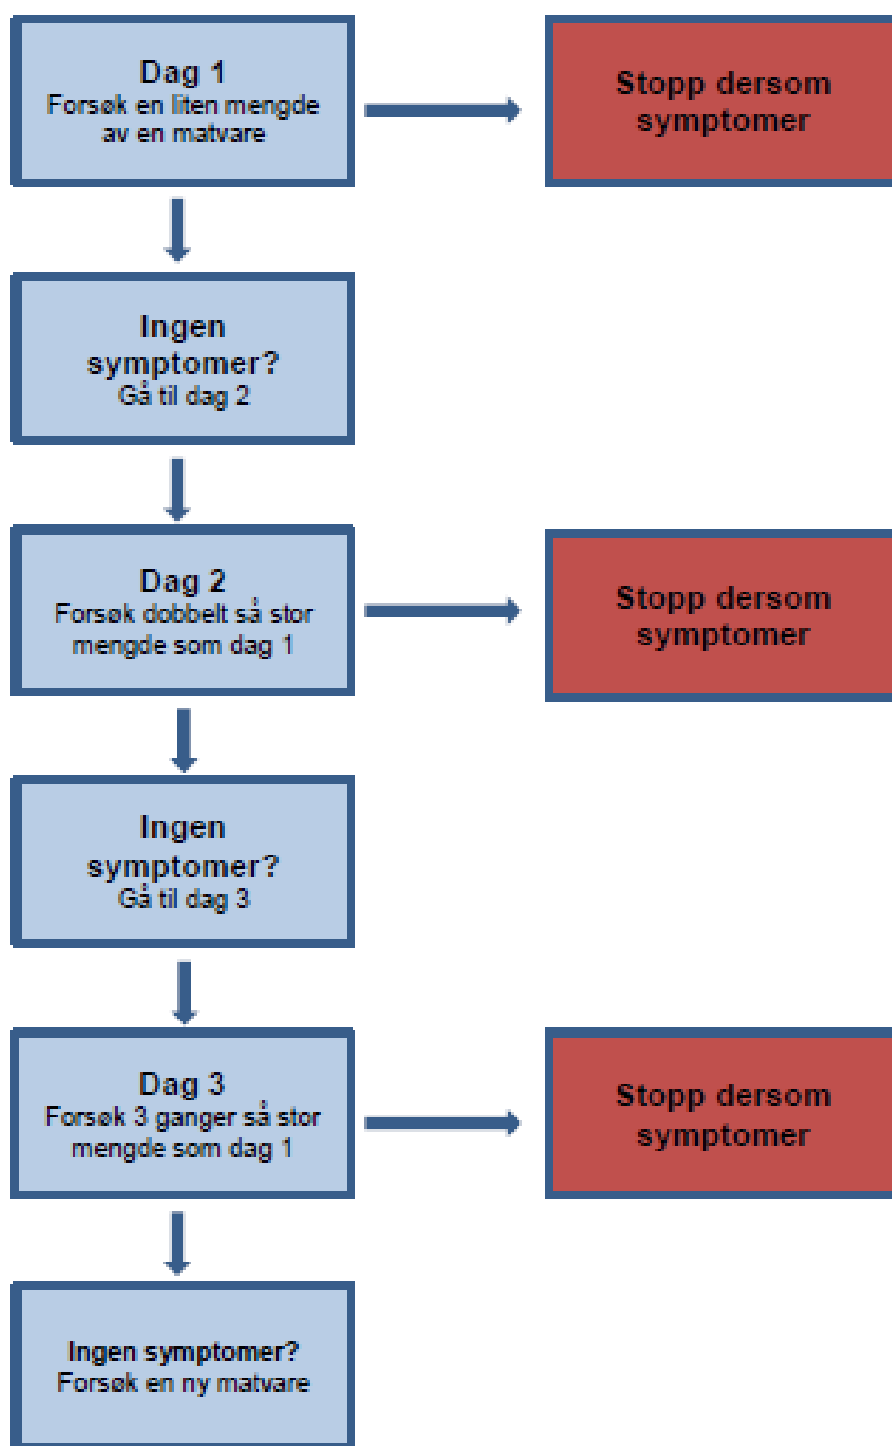 Dag 1
Forsøk en liten mengde
av en matvare
Stopp dersom
symptomer
Ingen
symptomer?
Gå til dag 2
Dag 2
Forsøk dobbelt så stor
mengde som dag 1
Stopp dersom
symptomer
Ingen
symptomer?
Gå til dag 3
Dag 3
Forsøk 3 ganger så stor
mengde som dag 1
Stopp dersom
symptomer
Ingen symptomer?
Forsøk en ny matvare